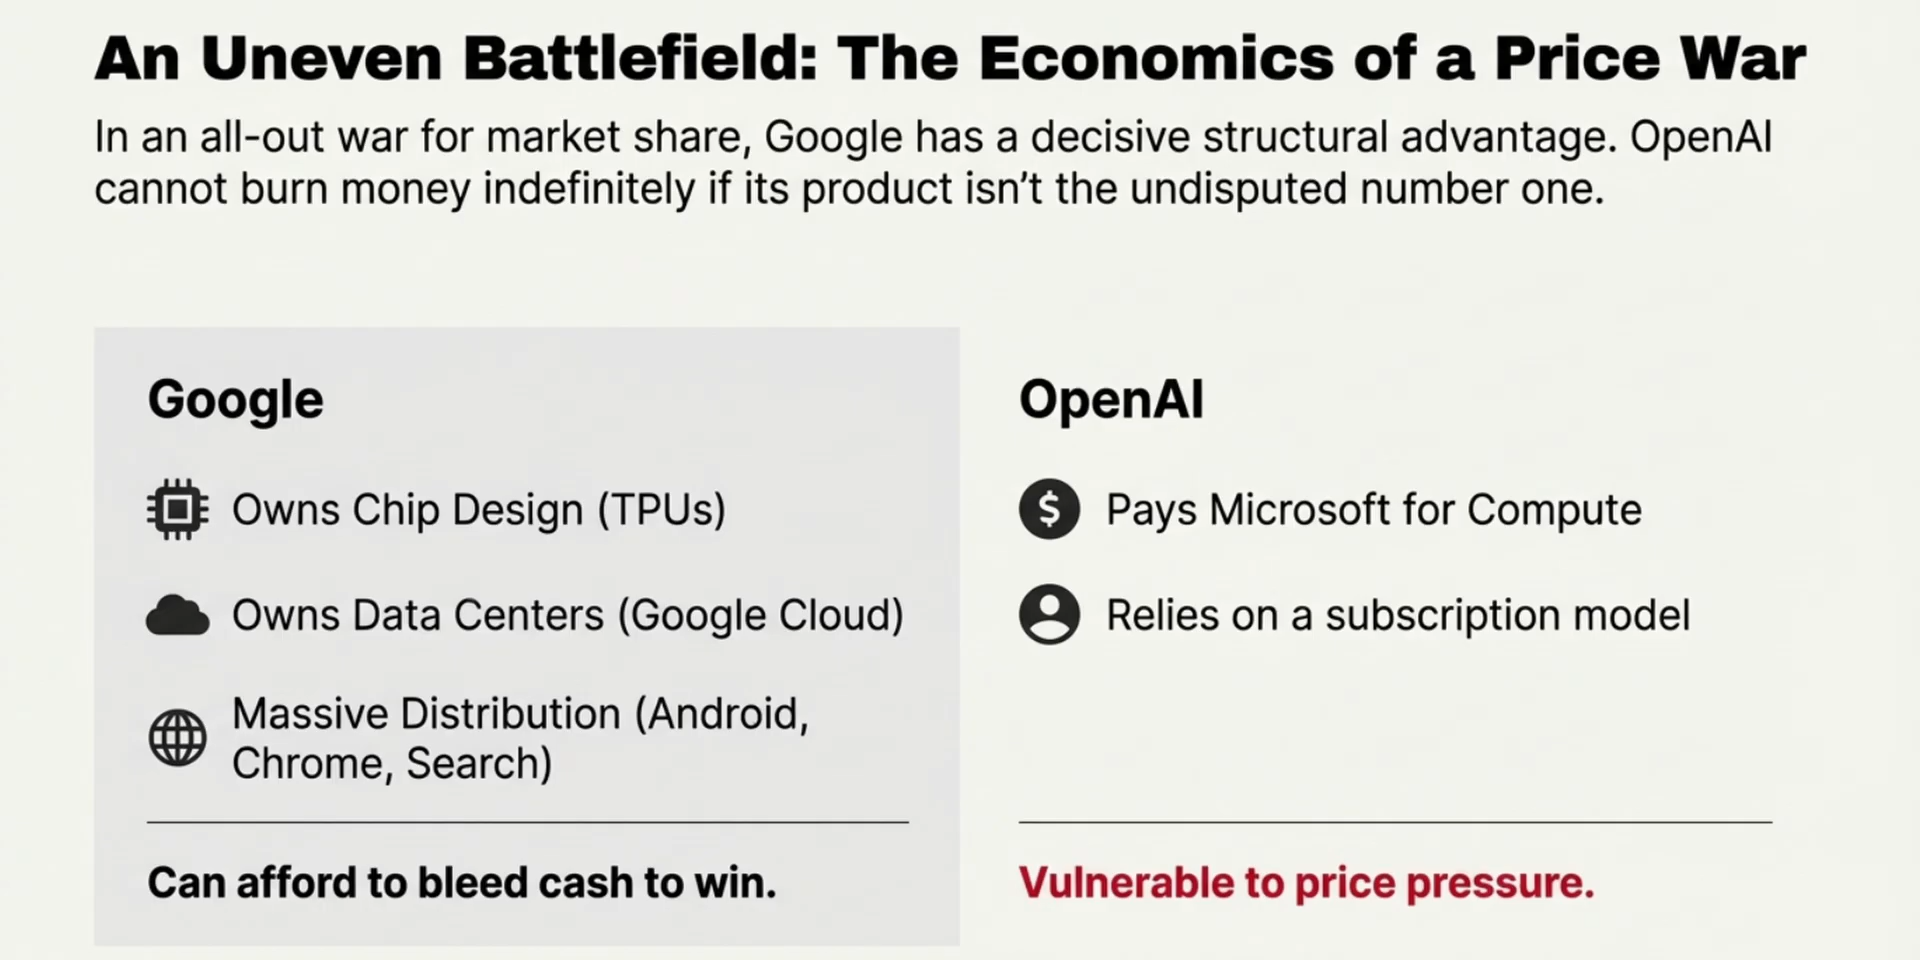 An Uneven Battlefield: The Economics of a Price War
In an all-out war for market share, Google has a decisive structural advantage. OpenAI
cannot burn money indefinitely if its product isn’t the undisputed number one.
Google
Owns Chip Design (TPUs)
Owns Data Centers (Google Cloud)
Massive Distribution (Android,
Chrome, Search)
Can afford to bleed cash to win.
OpenAI
$
Pays Microsoft for Compute
Relies on a subscription model
Vulnerable to price pressure.